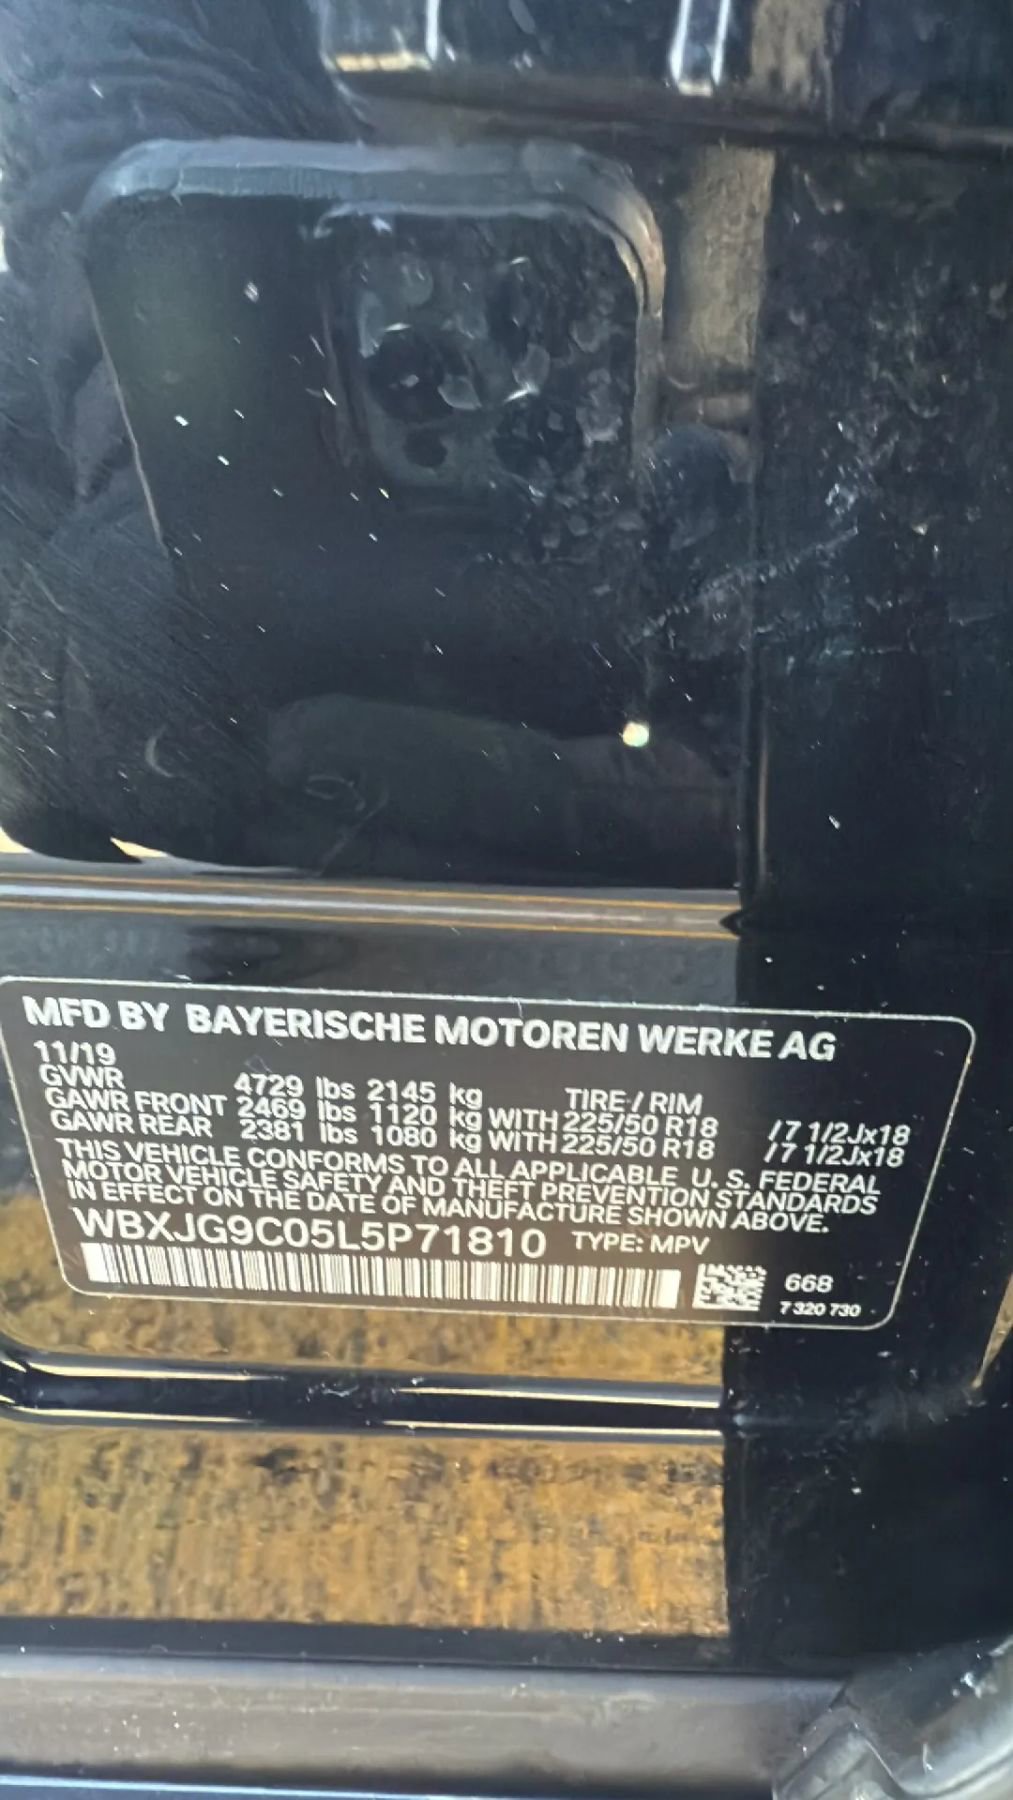 MFD BY BAYERISCHE MOTOREN WERKE AG
11/19
GVWR 4729 lbs 2145 kg TIRE / RIM
GAWR FRONT 2469 lbs 1120 kg WITH 225/50 R18 / 7 1/2Jx18
GAWR REAR 2381 lbs 1080 kg WITH 225/50 R18 / 7 1/2Jx18
THIS VEHICLE CONFORMS TO ALL APPLICABLE U. S. FEDERAL
MOTOR VEHICLE SAFETY AND THEFT PREVENTION STANDARDS
IN EFFECT ON THE DATE OF MANUFACTURE SHOWN ABOVE.
WBXJG9C05L5P71810 TYPE: MPV
668
7 320 730